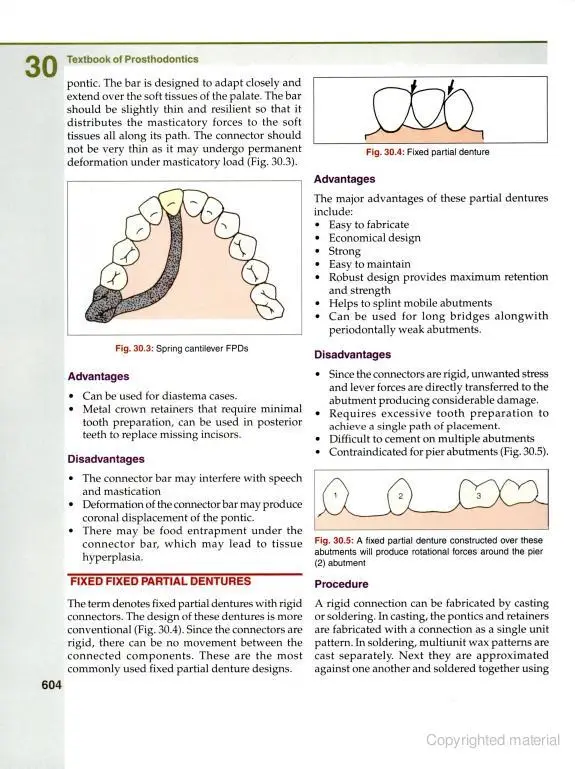 30
Textbook of Prosthodontics
pontic. The bar is designed to adapt closely and
extend over the soft tissues of the palate. The bar
should be slightly thin and resilient so that it
distributes the masticatory forces to the soft
tissues all along its path. The connector should
not be very thin as it may undergo permanent
deformation under masticatory load (Fig. 30.3).
Fig. 30.3: Spring cantilever FPDs
Advantages
• Can be used for diastema cases.
• Metal crown retainers that require minimal
tooth preparation, can be used in posterior
teeth to replace missing incisors.
Disadvantages
• The connector bar may interfere with speech
and mastication
• Deformation of the connector bar may produce
coronal displacement of the pontic.
• There may be food entrapment under the
connector bar, which may lead to tissue
hyperplasia.
FIXED FIXED PARTIAL DENTURES
The term denotes fixed partial dentures with rigid
connectors. The design of these dentures is more
conventional (Fig. 30.4). Since the connectors are
rigid, there can be no movement between the
connected components. These are the most
commonly used fixed partial denture designs.
604
Fig. 30.4: Fixed partial denture
Advantages
The major advantages of these partial dentures
include:
• Easy to fabricate
• Economical design
• Strong
• Easy to maintain
• Robust design provides maximum retention
and strength
• Helps to splint mobile abutments
• Can be used for long bridges alongwith
periodontally weak abutments.
Disadvantages
• Since the connectors are rigid, unwanted stress
and lever forces are directly transferred to the
abutment producing considerable damage.
• Requires excessive tooth preparation to
achieve a single path of placement.
• Difficult to cement on multiple abutments
• Contraindicated for pier abutments (Fig. 30.5).
1 2 3
Fig. 30.5: A fixed partial denture constructed over these
abutments will produce rotational forces around the pier
(2) abutment
Procedure
A rigid connection can be fabricated by casting
or soldering. In casting, the pontics and retainers
are fabricated with a connection as a single unit
pattern. In soldering, multiunit wax patterns are
cast separately. Next they are approximated
against one another and soldered together using
Copyrighted material